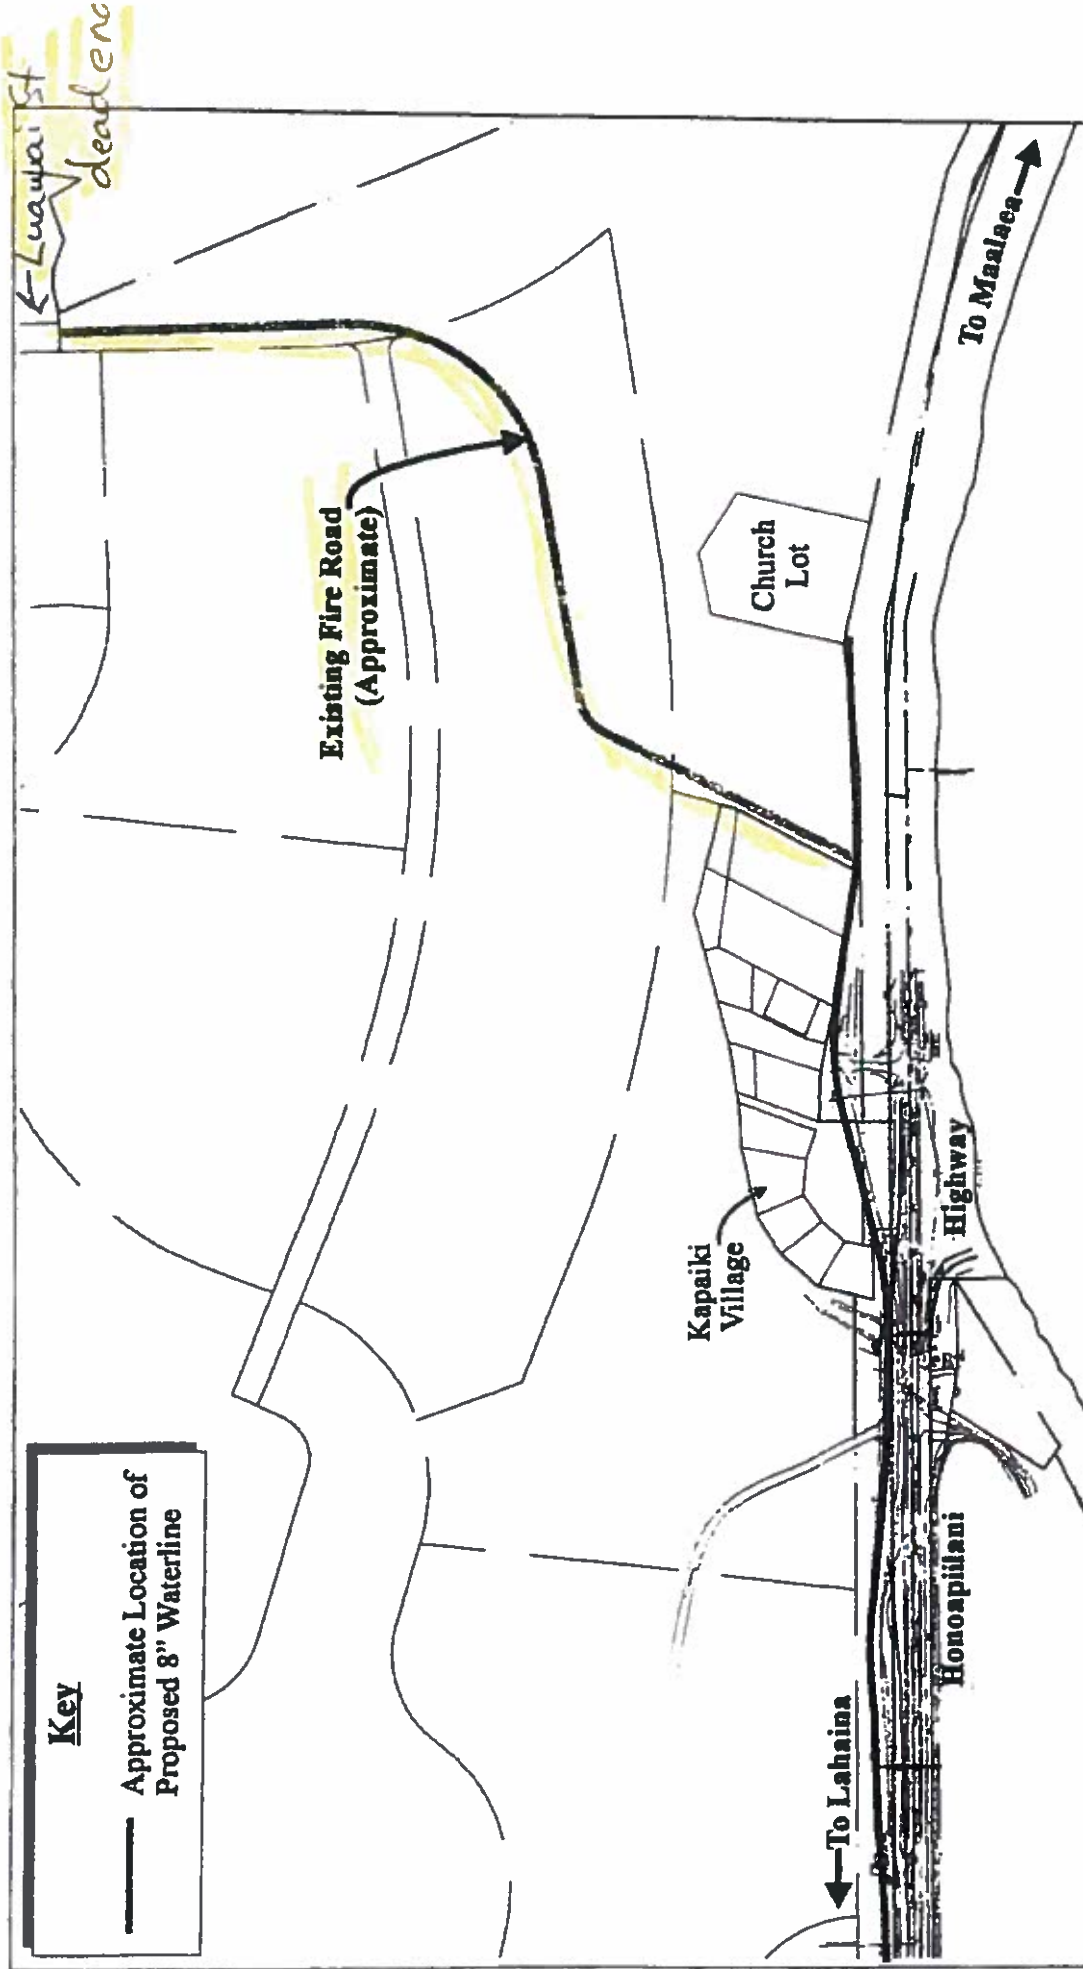 ← Luawai St
dead end
Existing Fire Road
(Approximate)
Church
Lot
To Maalaea
Kapaiki
Village
Honoapiilani
Highway
To Lahaina
Key
Approximate Location of
Proposed 8" Waterline